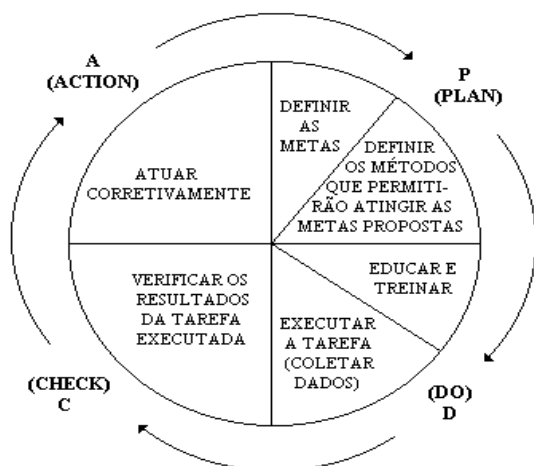 A
(ACTION)
P
(PLAN)
DEFINIR
AS
METAS
DEFINIR
OS MÉTODOS
QUE PERMITI-
RÃO ATINGIR AS
METAS PROPOSTAS
ATUAR
CORRETIVAMENTE
EDUCAR E
TREINAR
VERIFICAR OS
RESULTADOS
DA TAREFA
EXECUTADA
EXECUTAR
A TAREFA
(COLETAR
DADOS)
(CHECK)
C
(DO)
D